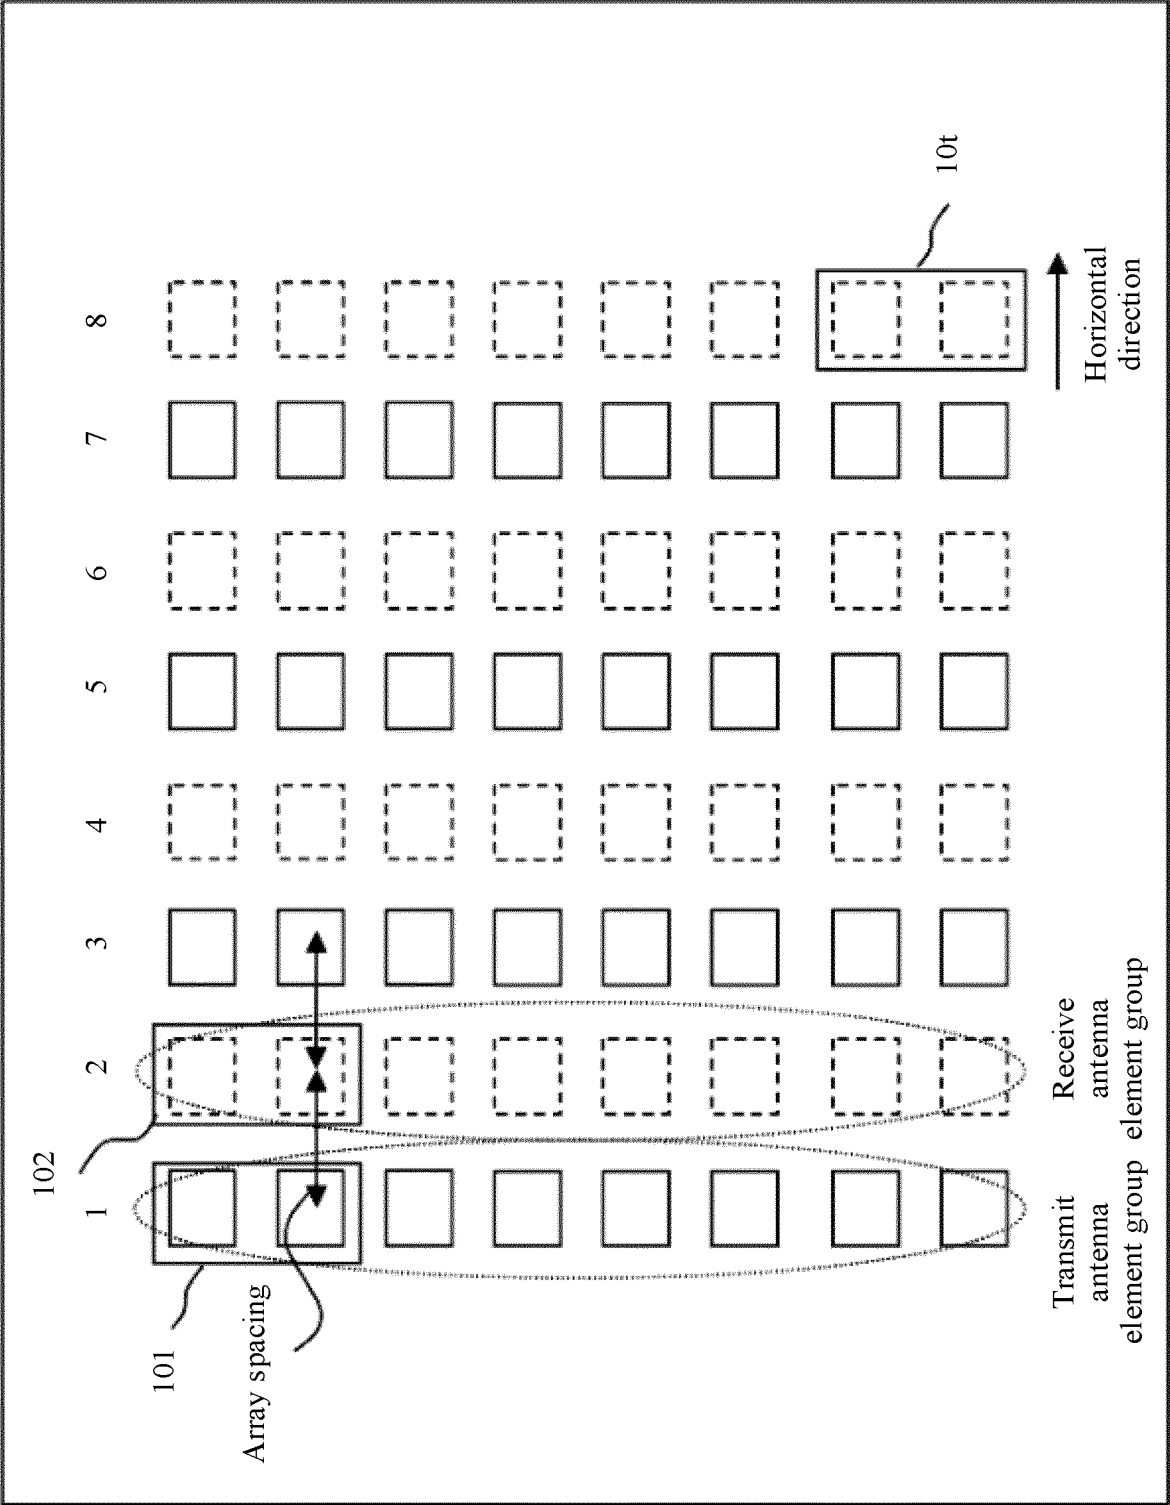 1
2
3
4
5
6
7
8
101
102
Array spacing
10t
Transmit
antenna
element group
Receive
antenna
element group
Horizontal
direction